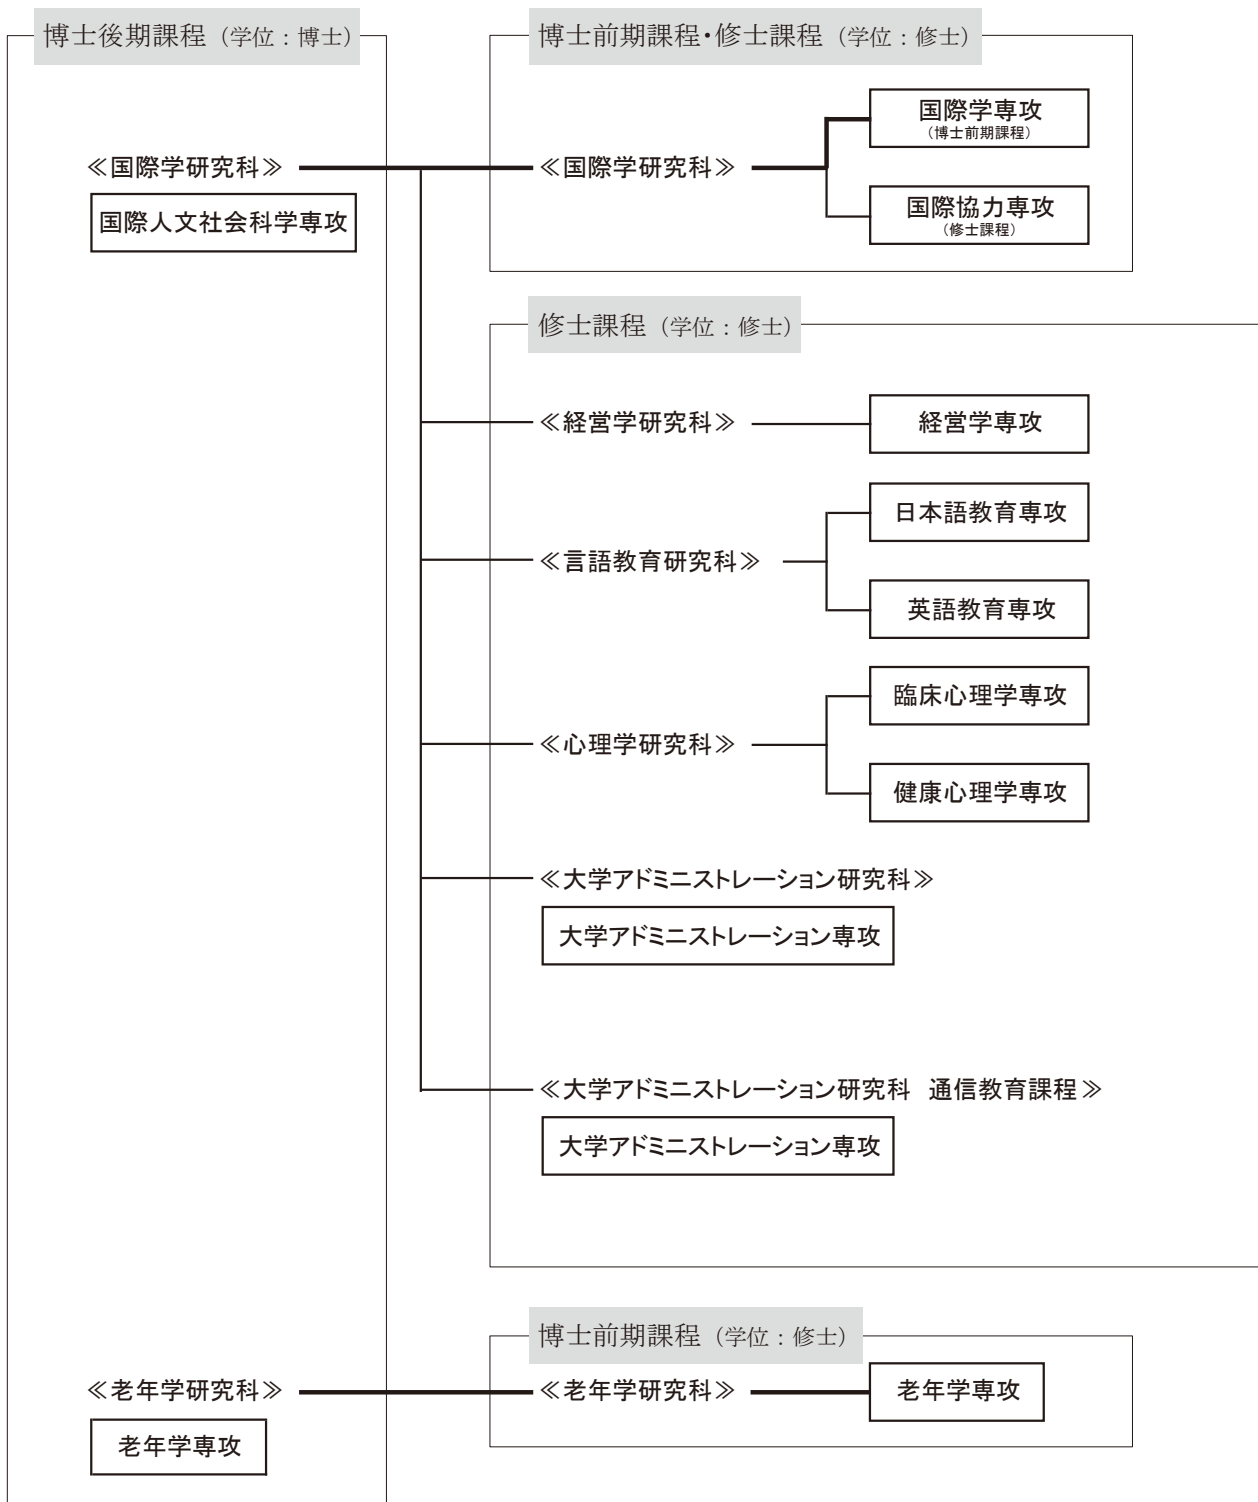 博士後期課程（学位：博士）
≪国際学研究科≫
国際人文社会科学専攻
博士前期課程・修士課程（学位：修士）
≪国際学研究科≫
国際学専攻
（博士前期課程）
国際協力専攻
（修士課程）
修士課程（学位：修士）
≪経営学研究科≫
経営学専攻
≪言語教育研究科≫
日本語教育専攻
英語教育専攻
≪心理学研究科≫
臨床心理学専攻
健康心理学専攻
≪大学アドミニストレーション研究科≫
大学アドミニストレーション専攻
≪大学アドミニストレーション研究科　通信教育課程≫
大学アドミニストレーション専攻
≪老年学研究科≫
老年学専攻
博士前期課程（学位：修士）
≪老年学研究科≫
老年学専攻